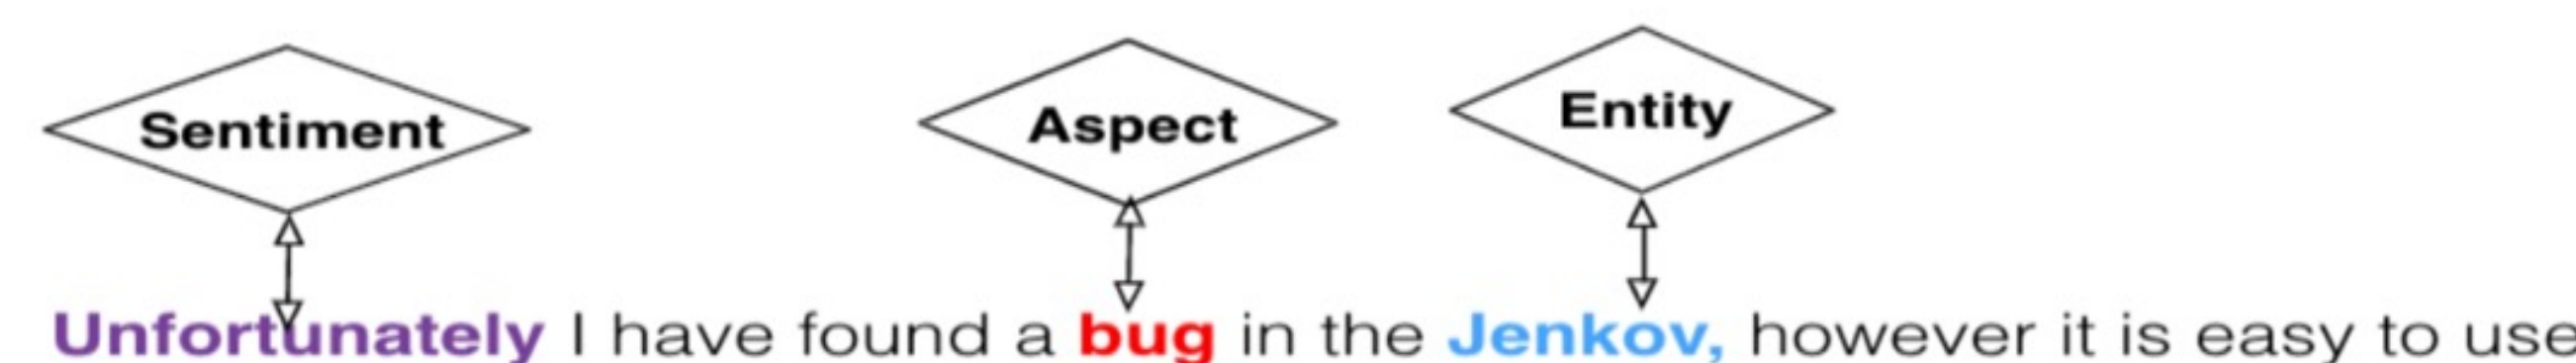 Sentiment Aspect Entity
Unfortunately I have found a bug in the Jenkov, however it is easy to use